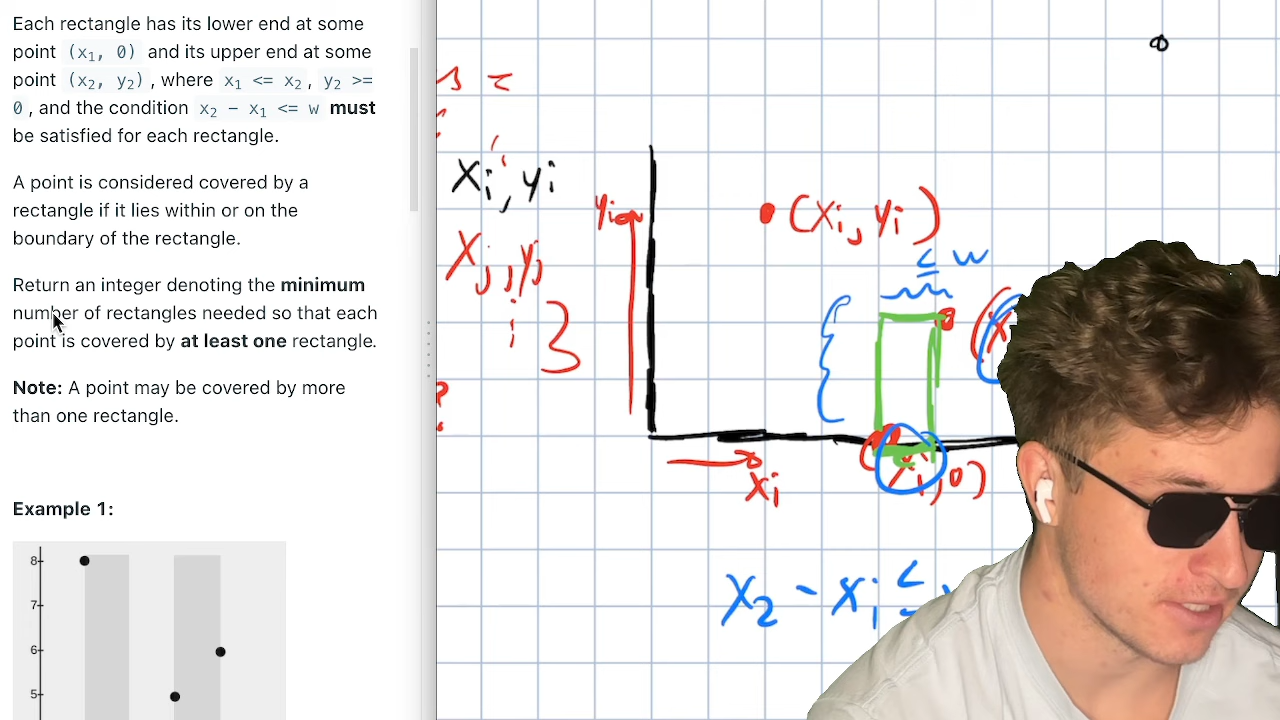 Each rectangle has its lower end at some
point (x₁, 0) and its upper end at some
point (x₂, y₂), where x₁ <= x₂, y₂ >=
0, and the condition x₂ − x₁ <= w must
be satisfied for each rectangle.
A point is considered covered by a
rectangle if it lies within or on the
boundary of the rectangle.
Return an integer denoting the minimum
number of rectangles needed so that each
point is covered by at least one rectangle.
Note: A point may be covered by more
than one rectangle.
Example 1:
8
7
6
5
xi, yi
xj, yj
yi
(xi, yi)
≤ w
xi
, 0)
x₂ - xi ≤